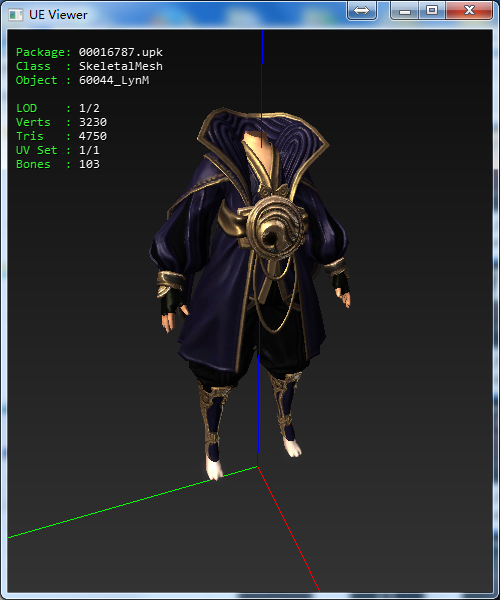 UE Viewer
Package: 00016787.upk
Class : SkeletalMesh
Object : 60044_LynM
LOD : 1/2
Verts : 3230
Tris : 4750
UV Set : 1/1
Bones : 103